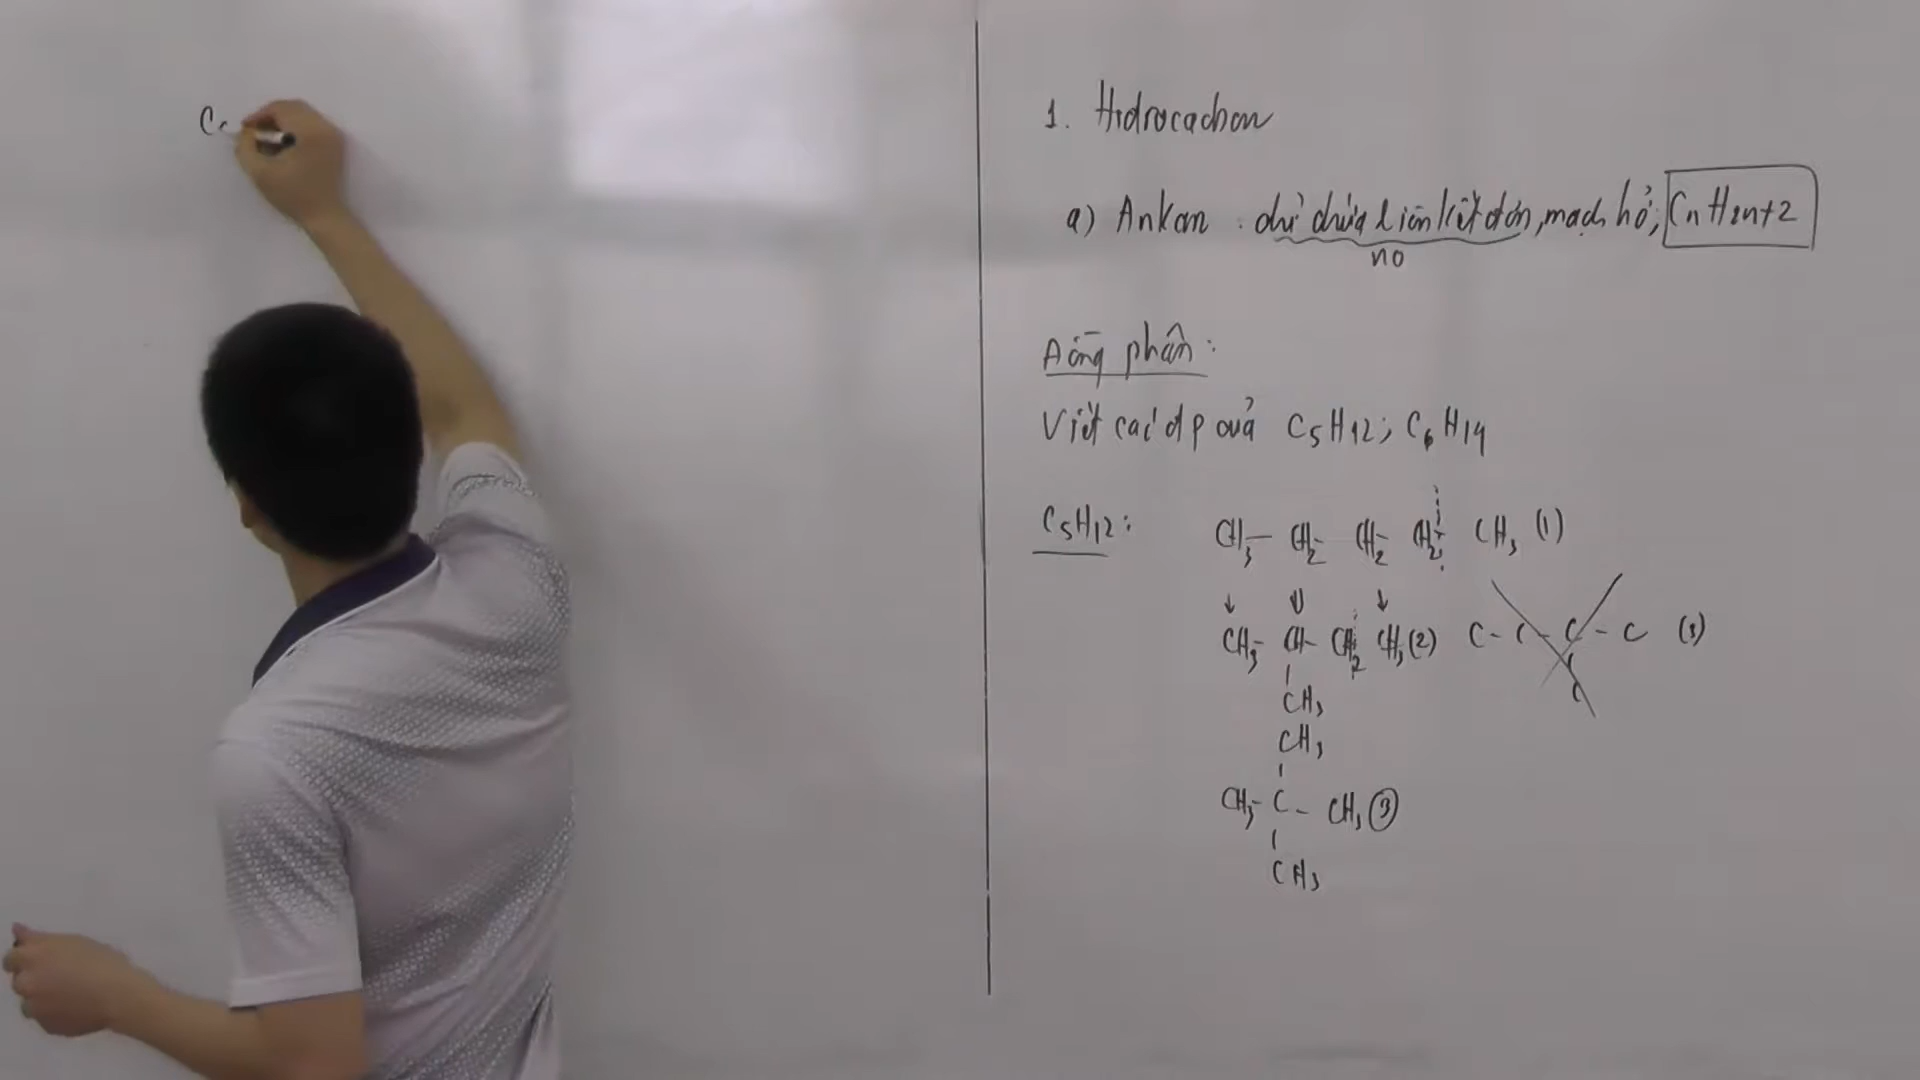 C
1. Hidrocacbon
a) Ankan : chỉ chứa liên kết đơn, mạch hở; CnH2n+2
no
Đồng phân:
Viết các đp của C5H12; C6H14
C5H12: CH3 - CH2 - CH2 - CH2 - CH3 (1)
CH3 - CH - CH2 - CH3 (2) C - C - C - C (3)
CH3 C
CH3
CH3 - C - CH3 (3)
CH3